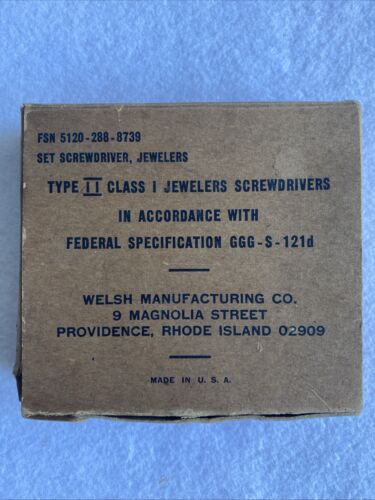 FSN 5120-288-8739
SET SCREWDRIVER, JEWELERS
TYPE II CLASS I JEWELERS SCREWDRIVERS
IN ACCORDANCE WITH
FEDERAL SPECIFICATION GGG-S-121d
WELSH MANUFACTURING CO.
9 MAGNOLIA STREET
PROVIDENCE, RHODE ISLAND 02909
MADE IN U. S. A.